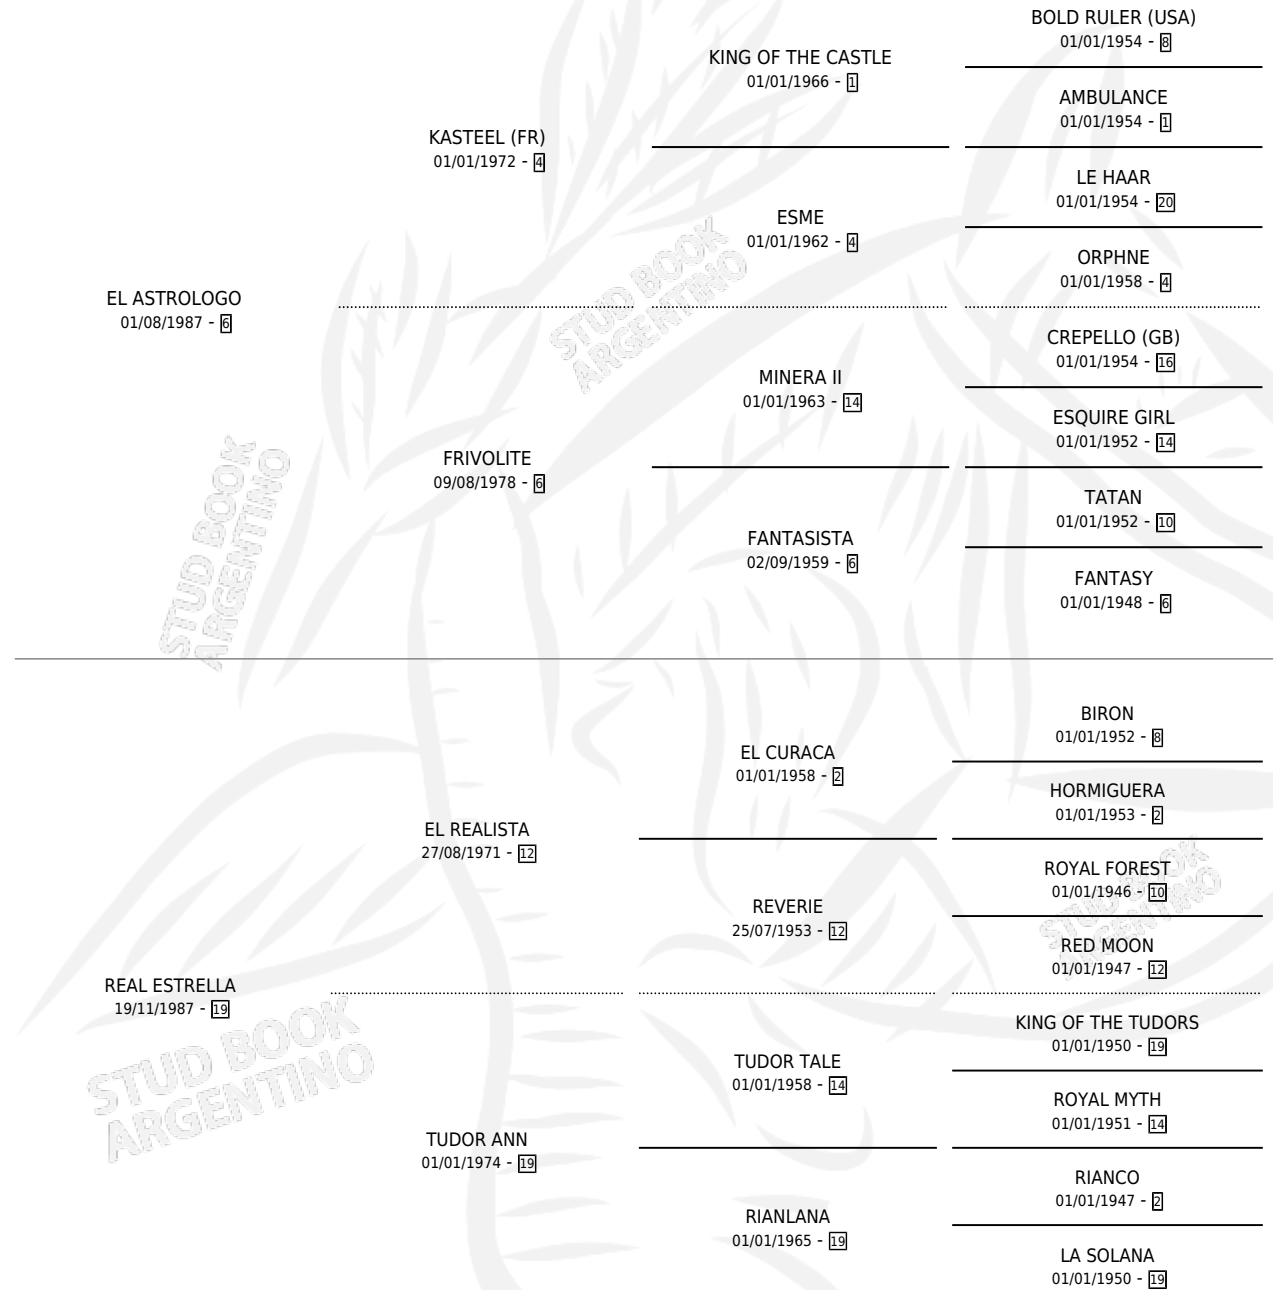 BOLD RULER (USA)
01/01/1954 - 8
KING OF THE CASTLE
01/01/1966 - 1
AMBULANCE
01/01/1954 - 1
KASTEEL (FR)
01/01/1972 - 4
LE HAAR
01/01/1954 - 20
ESME
01/01/1962 - 4
ORPHNE
01/01/1958 - 4
EL ASTROLOGO
01/08/1987 - 6
CREPELLO (GB)
01/01/1954 - 16
MINERA II
01/01/1963 - 14
ESQUIRE GIRL
01/01/1952 - 14
FRIVOLITE
09/08/1978 - 6
TATAN
01/01/1952 - 10
FANTASISTA
02/09/1959 - 6
FANTASY
01/01/1948 - 6
STUD BOOK
ARGENTINO
STUD BOOK
ARGENTINO
BIRON
01/01/1952 - 8
EL CURACA
01/01/1958 - 2
HORMIGUERA
01/01/1953 - 2
EL REALISTA
27/08/1971 - 12
ROYAL FOREST
01/01/1946 - 10
REVERIE
25/07/1953 - 12
RED MOON
01/01/1947 - 12
REAL ESTRELLA
19/11/1987 - 19
KING OF THE TUDORS
01/01/1950 - 19
TUDOR TALE
01/01/1958 - 14
ROYAL MYTH
01/01/1951 - 14
TUDOR ANN
01/01/1974 - 19
RIANCO
01/01/1947 - 2
RIANLANA
01/01/1965 - 19
LA SOLANA
01/01/1950 - 19
STUD BOOK
ARGENTINO
STUD BOOK
ARGENTINO